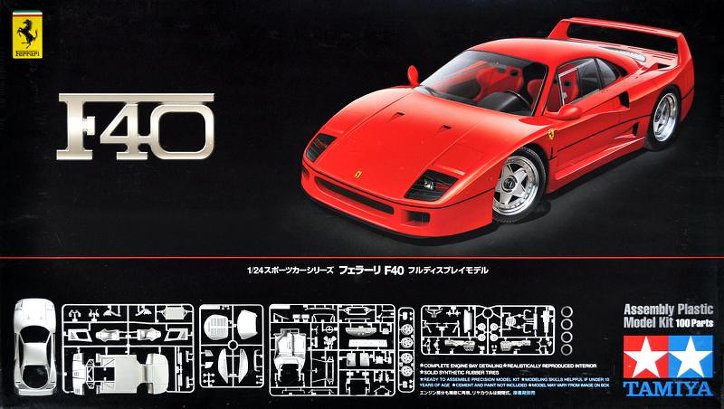 Ferrari
F40
1/24スポーツカーシリーズ フェラーリ F40 フルディスプレイモデル
Assembly Plastic
Model Kit 100 Parts
TAMIYA
●COMPLETE ENGINE BAY DETAILING ●REALISTICALLY REPRODUCED INTERIOR
●SOLID SYNTHETIC RUBBER TIRES
●READY TO ASSEMBLE PRECISION MODEL KIT ●MODELING SKILLS HELPFUL IF UNDER 10
YEARS OF AGE ●CEMENT AND PAINT NOT INCLUDED ●MODEL MAY VARY FROM IMAGE ON BOX